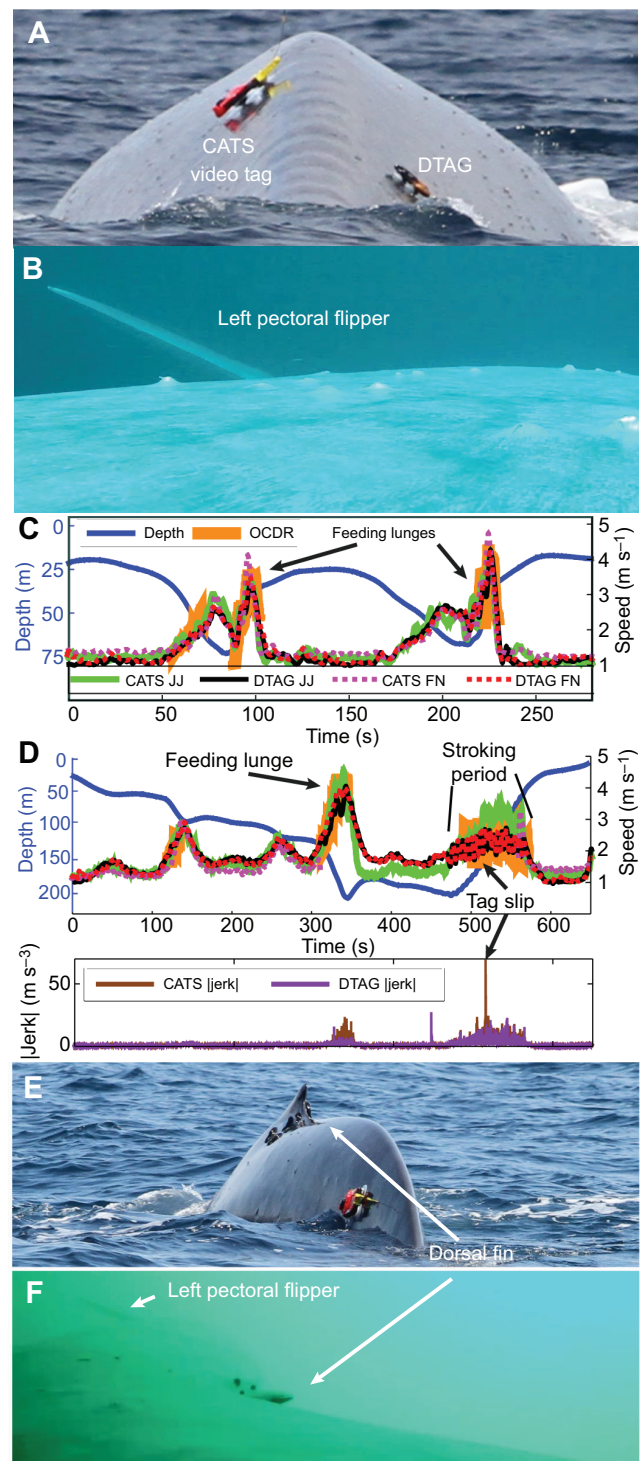 A
CATS
video tag
DTAG
B
Left pectoral flipper
C
Depth
OCDR
Feeding lunges
0
25
50
75
Depth (m)
5
4
3
2
1
Speed (m s–1)
CATS JJ
DTAG JJ
CATS FN
DTAG FN
0 50 100 150 200 250
Time (s)
D
Feeding lunge
Stroking
period
0
50
100
150
200
Depth (m)
5
4
3
2
1
Speed (m s–1)
Tag slip
0 100 200 300 400 500 600
Time (s)
|Jerk| (m s–3)
50
0
CATS |jerk|
DTAG |jerk|
E
Dorsal fin
F
Left pectoral flipper